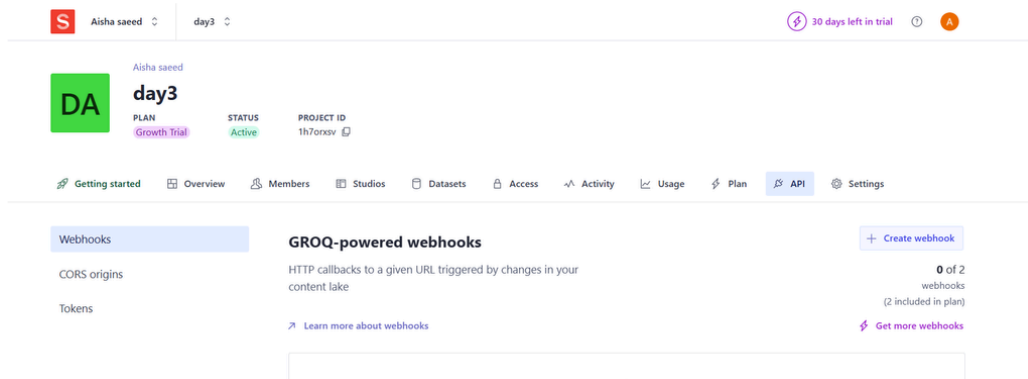 S Aisha saeed day3 30 days left in trial A
Aisha saeed
DA day3
PLAN STATUS PROJECT ID
Growth Trial Active 1h7orxsv
Getting started Overview Members Studios Datasets Access Activity Usage Plan API Settings
Webhooks
CORS origins
Tokens
GROQ-powered webhooks
HTTP callbacks to a given URL triggered by changes in your
content lake
Learn more about webhooks
+ Create webhook
0 of 2
webhooks
(2 included in plan)
Get more webhooks